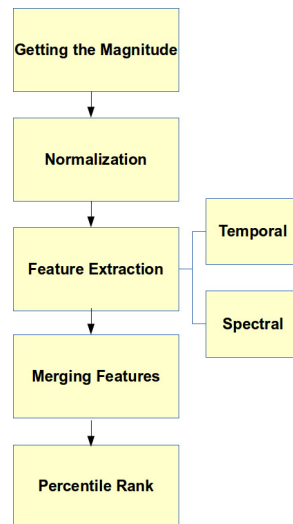 Getting the Magnitude
Normalization
Feature Extraction
Temporal
Spectral
Merging Features
Percentile Rank